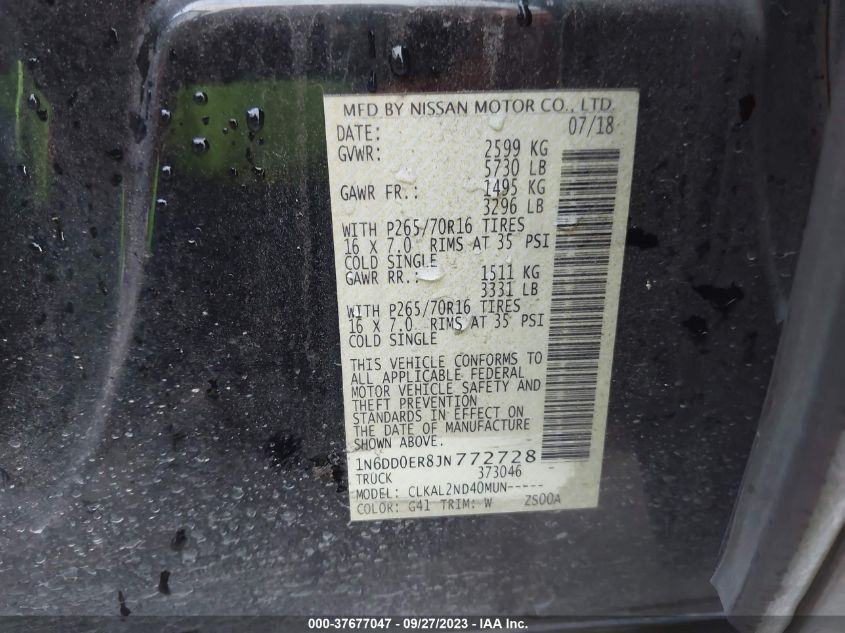 MFD BY NISSAN MOTOR CO., LTD.
DATE: 07/18
GVWR: 2599 KG
5730 LB
GAWR FR.: 1495 KG
3296 LB
WITH P265/70R16 TIRES
16 X 7.0 RIMS AT 35 PSI
COLD SINGLE
GAWR RR.: 1511 KG
3331 LB
WITH P265/70R16 TIRES
16 X 7.0 RIMS AT 35 PSI
COLD SINGLE
THIS VEHICLE CONFORMS TO
ALL APPLICABLE FEDERAL
MOTOR VEHICLE SAFETY AND
THEFT PREVENTION
STANDARDS IN EFFECT ON
THE DATE OF MANUFACTURE
SHOWN ABOVE.
1N6DD0ER8JN772728
TRUCK 373046
MODEL: CLKAL2ND40MUN-----
COLOR: G41 TRIM: W ZS00A
000-37677047 / 09/27/2023 - IAA Inc.